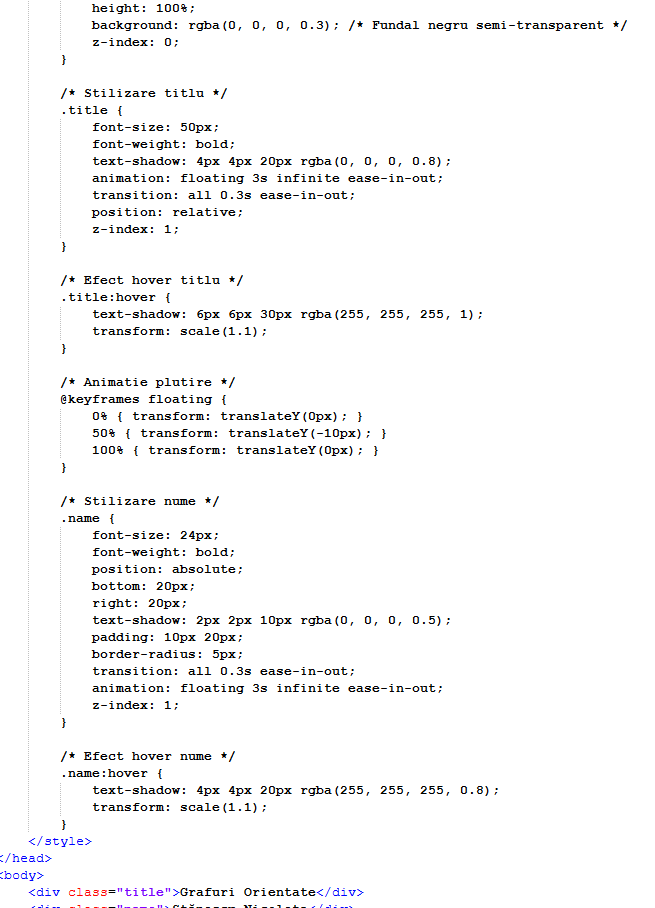 height: 100%;
background: rgba(0, 0, 0, 0.3); /* Fundal negru semi-transparent */
z-index: 0;
}
/* Stilizare titlu */
.title {
font-size: 50px;
font-weight: bold;
text-shadow: 4px 4px 20px rgba(0, 0, 0, 0.8);
animation: floating 3s infinite ease-in-out;
transition: all 0.3s ease-in-out;
position: relative;
z-index: 1;
}
/* Efect hover titlu */
.title:hover {
text-shadow: 6px 6px 30px rgba(255, 255, 255, 1);
transform: scale(1.1);
}
/* Animatie plutire */
@keyframes floating {
0% { transform: translateY(0px); }
50% { transform: translateY(-10px); }
100% { transform: translateY(0px); }
}
/* Stilizare nume */
.name {
font-size: 24px;
font-weight: bold;
position: absolute;
bottom: 20px;
right: 20px;
text-shadow: 2px 2px 10px rgba(0, 0, 0, 0.5);
padding: 10px 20px;
border-radius: 5px;
transition: all 0.3s ease-in-out;
animation: floating 3s infinite ease-in-out;
z-index: 1;
}
/* Efect hover nume */
.name:hover {
text-shadow: 4px 4px 20px rgba(255, 255, 255, 0.8);
transform: scale(1.1);
}
</style>
</head>
<body>
<div class="title">Grafuri Orientate</div>